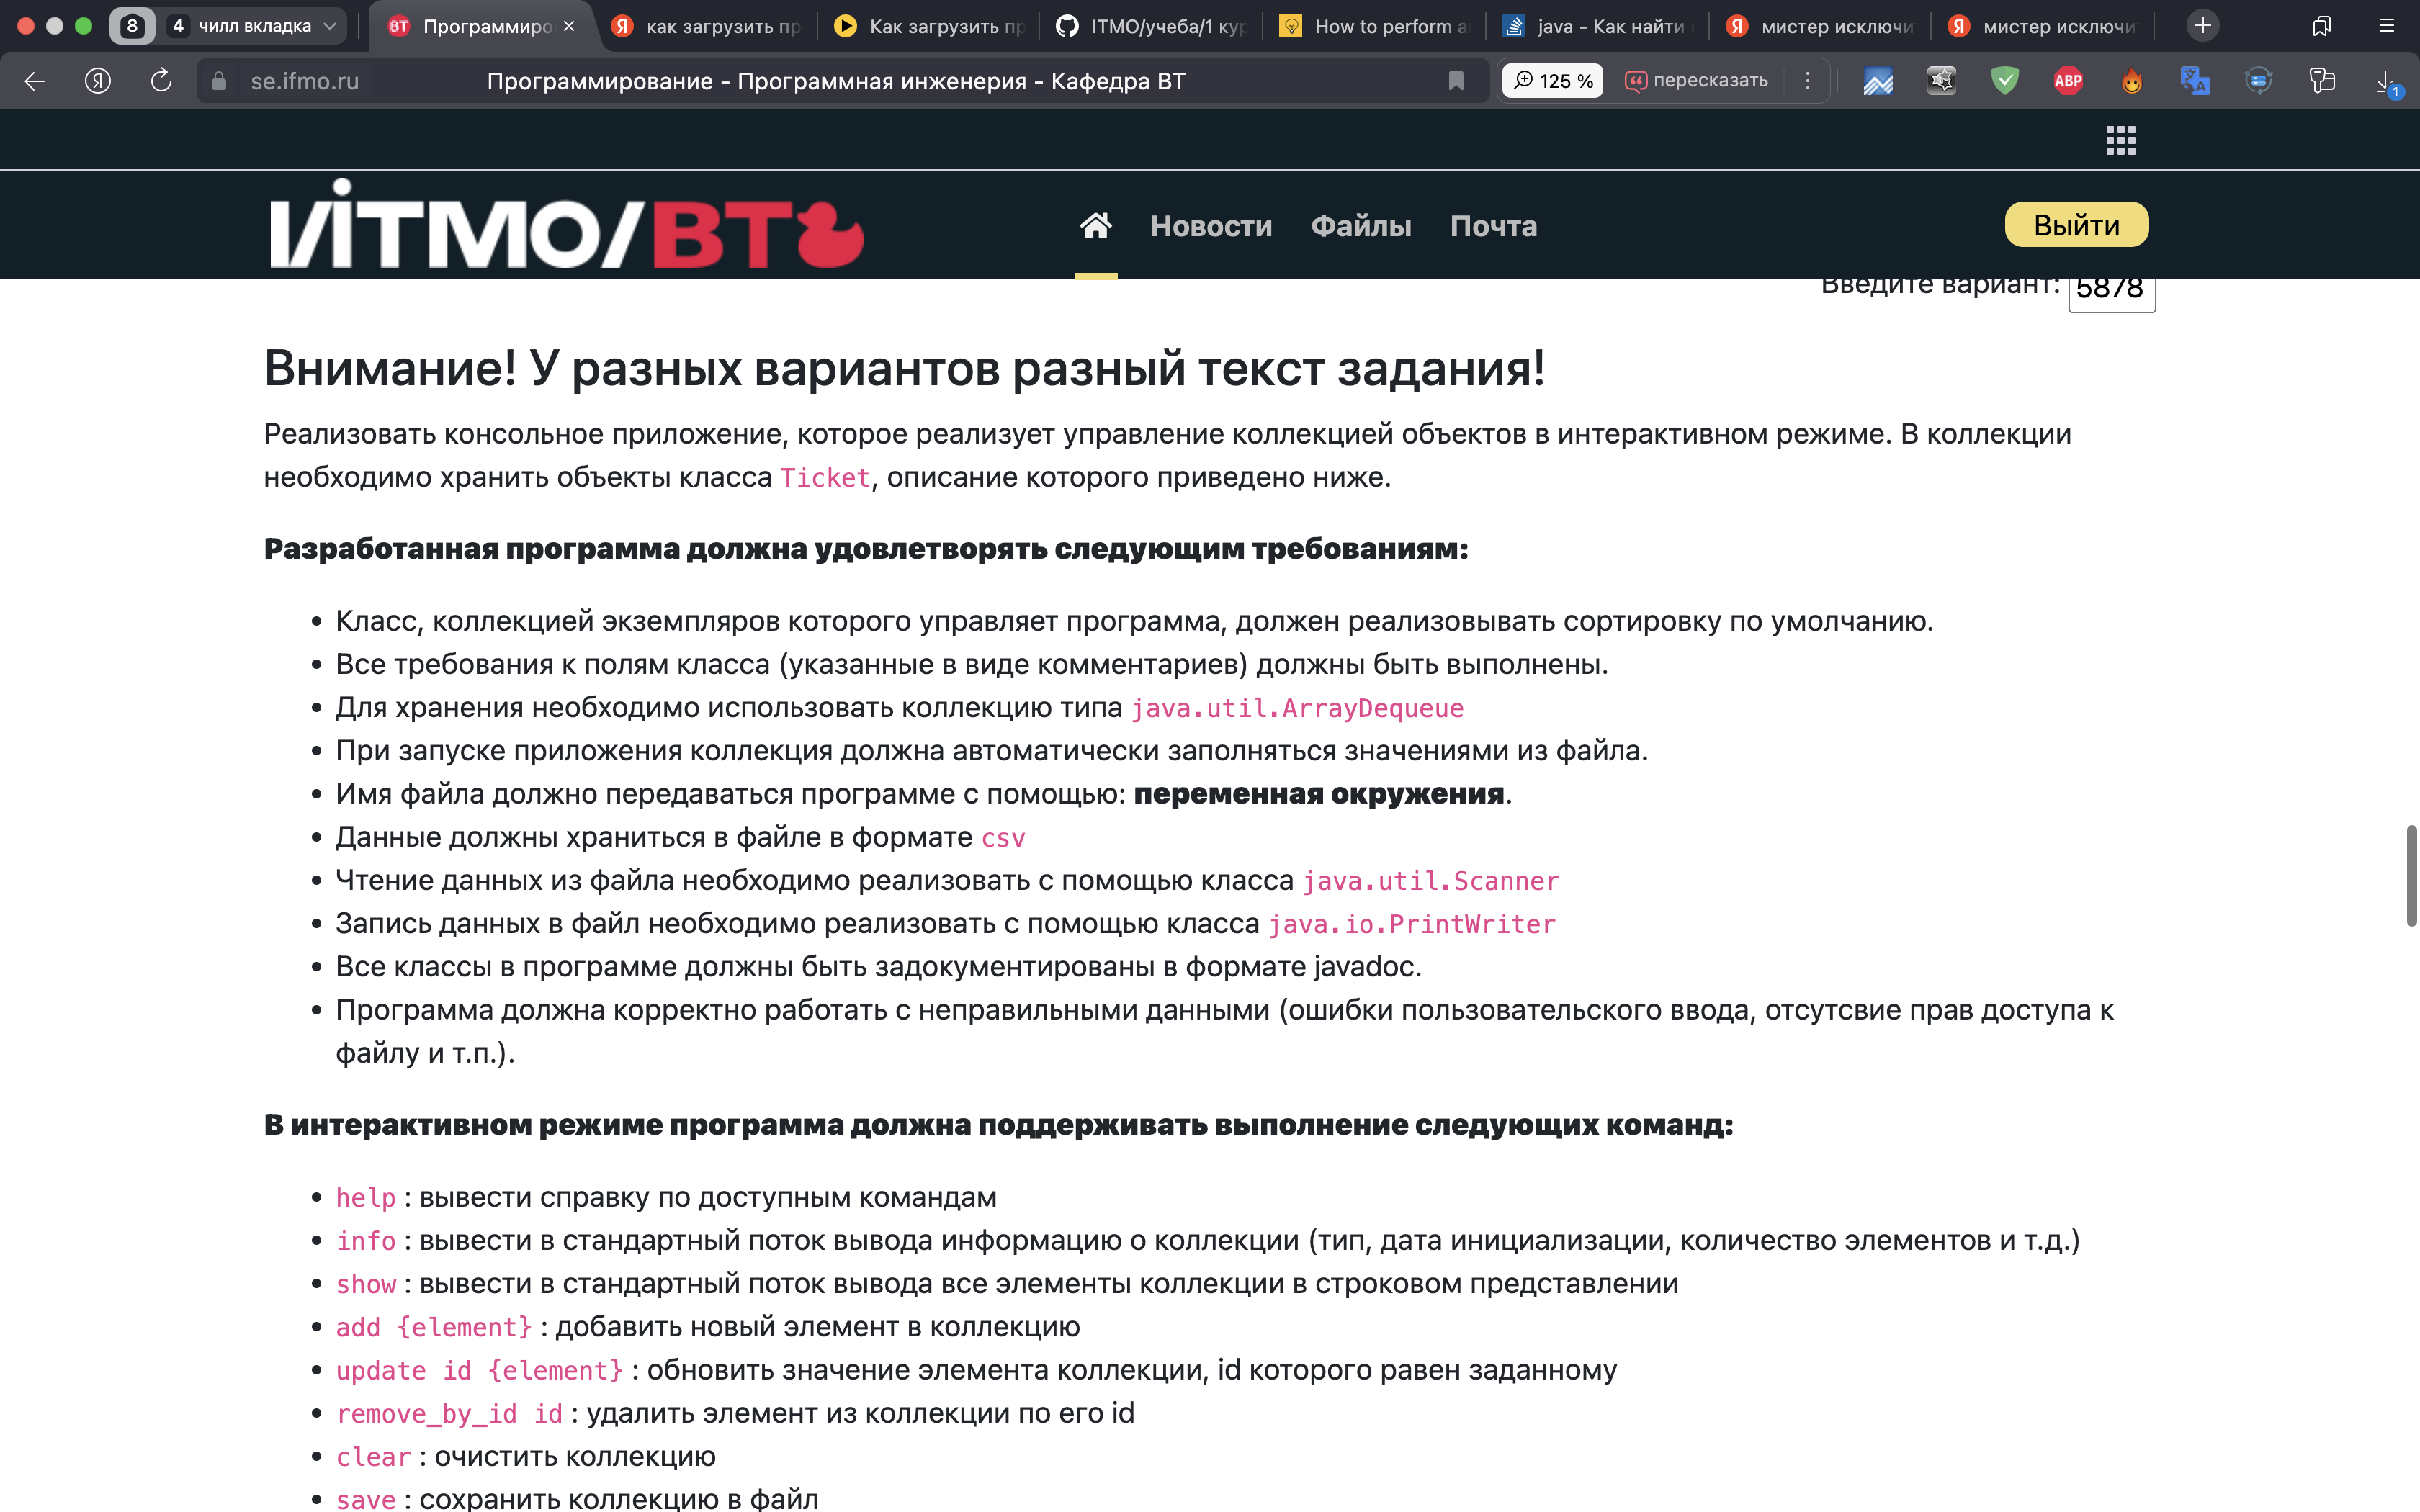 8
4 чилл вкладка
Программиро
как загрузить пр
Как загрузить пр
ITMO/учеба/1 кур
How to perform a
java - Как найти
мистер исключи
мистер исключи
se.ifmo.ru
Программирование - Программная инженерия - Кафедра ВТ
125 %
пересказать
ABP
1
ИТМО/ВТ
Новости
Файлы
Почта
Выйти
Введите вариант: 5878
Внимание! У разных вариантов разный текст задания!
Реализовать консольное приложение, которое реализует управление коллекцией объектов в интерактивном режиме. В коллекции
необходимо хранить объекты класса Ticket, описание которого приведено ниже.
Разработанная программа должна удовлетворять следующим требованиям:
• Класс, коллекцией экземпляров которого управляет программа, должен реализовывать сортировку по умолчанию.
• Все требования к полям класса (указанные в виде комментариев) должны быть выполнены.
• Для хранения необходимо использовать коллекцию типа java.util.ArrayDequeue
• При запуске приложения коллекция должна автоматически заполняться значениями из файла.
• Имя файла должно передаваться программе с помощью: переменная окружения.
• Данные должны храниться в файле в формате csv
• Чтение данных из файла необходимо реализовать с помощью класса java.util.Scanner
• Запись данных в файл необходимо реализовать с помощью класса java.io.PrintWriter
• Все классы в программе должны быть задокументированы в формате javadoc.
• Программа должна корректно работать с неправильными данными (ошибки пользовательского ввода, отсутсвие прав доступа к
файлу и т.п.).
В интерактивном режиме программа должна поддерживать выполнение следующих команд:
• help : вывести справку по доступным командам
• info : вывести в стандартный поток вывода информацию о коллекции (тип, дата инициализации, количество элементов и т.д.)
• show : вывести в стандартный поток вывода все элементы коллекции в строковом представлении
• add {element} : добавить новый элемент в коллекцию
• update id {element} : обновить значение элемента коллекции, id которого равен заданному
• remove_by_id id : удалить элемент из коллекции по его id
• clear : очистить коллекцию
• save : сохранить коллекцию в файл